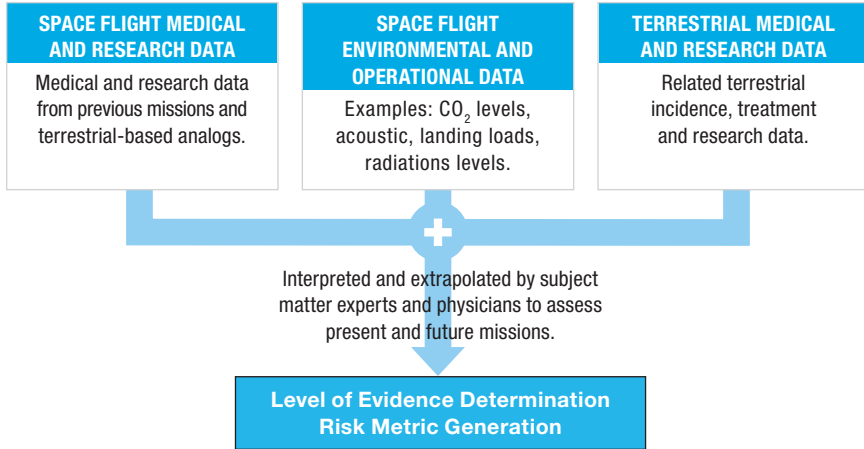 SPACE FLIGHT MEDICAL
AND RESEARCH DATA
Medical and research data
from previous missions and
terrestrial-based analogs.
SPACE FLIGHT
ENVIRONMENTAL AND
OPERATIONAL DATA
Examples: CO₂ levels,
acoustic, landing loads,
radiations levels.
TERRESTRIAL MEDICAL
AND RESEARCH DATA
Related terrestrial
incidence, treatment
and research data.
+
Interpreted and extrapolated by subject
matter experts and physicians to assess
present and future missions.
Level of Evidence Determination
Risk Metric Generation